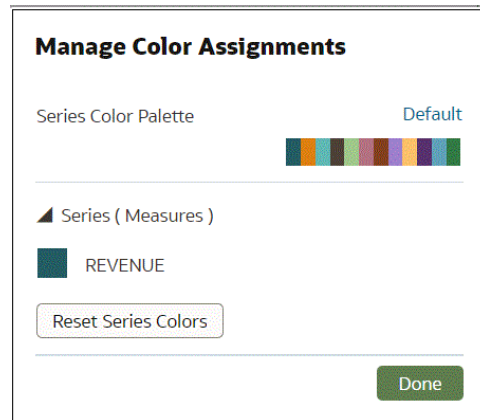 Manage Color Assignments
Series Color Palette Default
Series ( Measures )
REVENUE
Reset Series Colors
Done